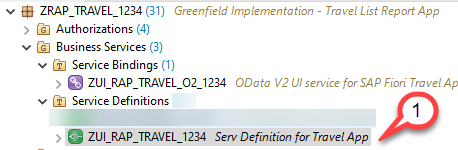 ZRAP_TRAVEL_1234 (31) Greenfield Implementation - Travel List Report App
Authorizations (4)
Business Services (3)
Service Bindings (1)
ZUI_RAP_TRAVEL_O2_1234 OData V2 UI service for SAP Fiori Travel Ap
Service Definitions
1
ZUI_RAP_TRAVEL_1234 Serv Definition for Travel App